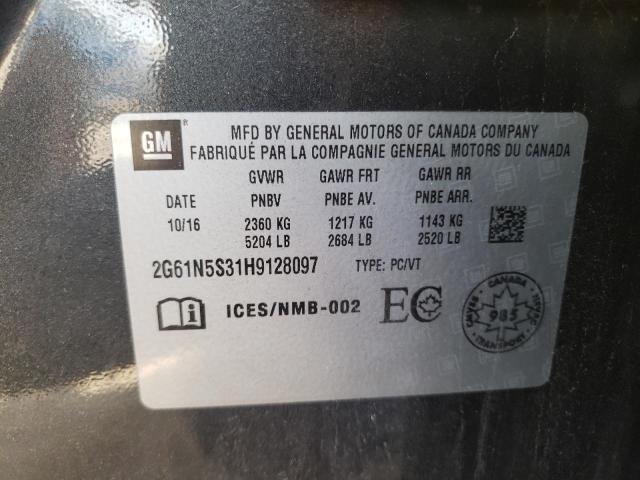 GM ®
MFD BY GENERAL MOTORS OF CANADA COMPANY
FABRIQUÉ PAR LA COMPAGNIE GENERAL MOTORS DU CANADA
GVWR GAWR FRT GAWR RR
DATE PNBV PNBE AV. PNBE ARR.
10/16 2360 KG 1217 KG 1143 KG
5204 LB 2684 LB 2520 LB
2G61N5S31H9128097 TYPE: PC/VT
i ICES/NMB-002 EC
CANADA
985
TRANSPORT